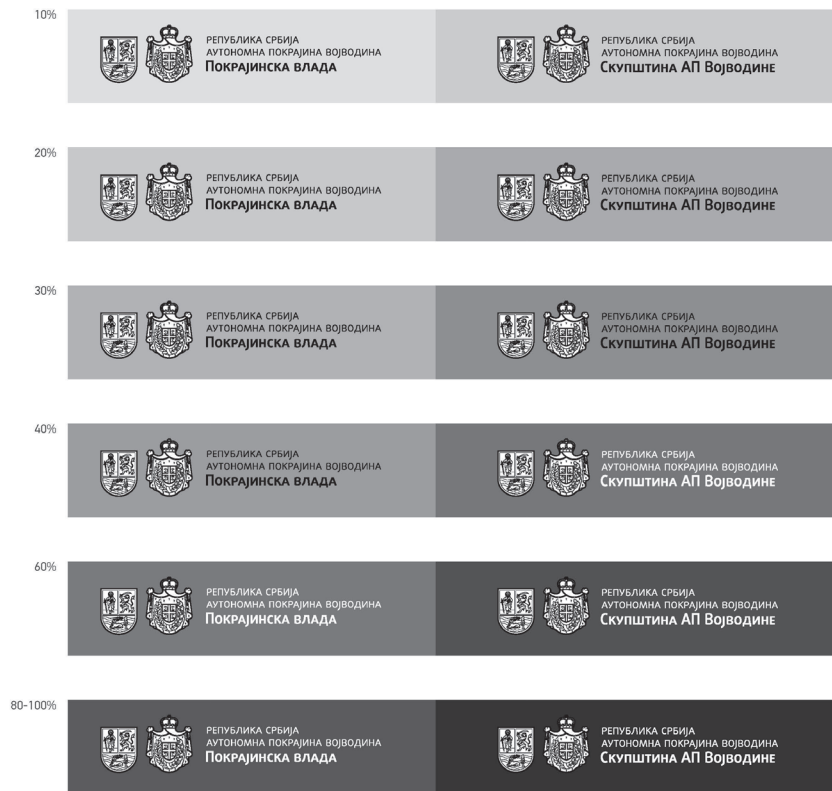 10%
РЕПУБЛИКА СРБИЈА
АУТОНОМНА ПОКРАЈИНА ВОЈВОДИНА
ПОКРАЈИНСКА ВЛАДА
РЕПУБЛИКА СРБИЈА
АУТОНОМНА ПОКРАЈИНА ВОЈВОДИНА
СКУПШТИНА АП ВОЈВОДИНЕ
20%
РЕПУБЛИКА СРБИЈА
АУТОНОМНА ПОКРАЈИНА ВОЈВОДИНА
ПОКРАЈИНСКА ВЛАДА
РЕПУБЛИКА СРБИЈА
АУТОНОМНА ПОКРАЈИНА ВОЈВОДИНА
СКУПШТИНА АП ВОЈВОДИНЕ
30%
РЕПУБЛИКА СРБИЈА
АУТОНОМНА ПОКРАЈИНА ВОЈВОДИНА
ПОКРАЈИНСКА ВЛАДА
РЕПУБЛИКА СРБИЈА
АУТОНОМНА ПОКРАЈИНА ВОЈВОДИНА
СКУПШТИНА АП ВОЈВОДИНЕ
40%
РЕПУБЛИКА СРБИЈА
АУТОНОМНА ПОКРАЈИНА ВОЈВОДИНА
ПОКРАЈИНСКА ВЛАДА
РЕПУБЛИКА СРБИЈА
АУТОНОМНА ПОКРАЈИНА ВОЈВОДИНА
СКУПШТИНА АП ВОЈВОДИНЕ
60%
РЕПУБЛИКА СРБИЈА
АУТОНОМНА ПОКРАЈИНА ВОЈВОДИНА
ПОКРАЈИНСКА ВЛАДА
РЕПУБЛИКА СРБИЈА
АУТОНОМНА ПОКРАЈИНА ВОЈВОДИНА
СКУПШТИНА АП ВОЈВОДИНЕ
80-100%
РЕПУБЛИКА СРБИЈА
АУТОНОМНА ПОКРАЈИНА ВОЈВОДИНА
ПОКРАЈИНСКА ВЛАДА
РЕПУБЛИКА СРБИЈА
АУТОНОМНА ПОКРАЈИНА ВОЈВОДИНА
СКУПШТИНА АП ВОЈВОДИНЕ